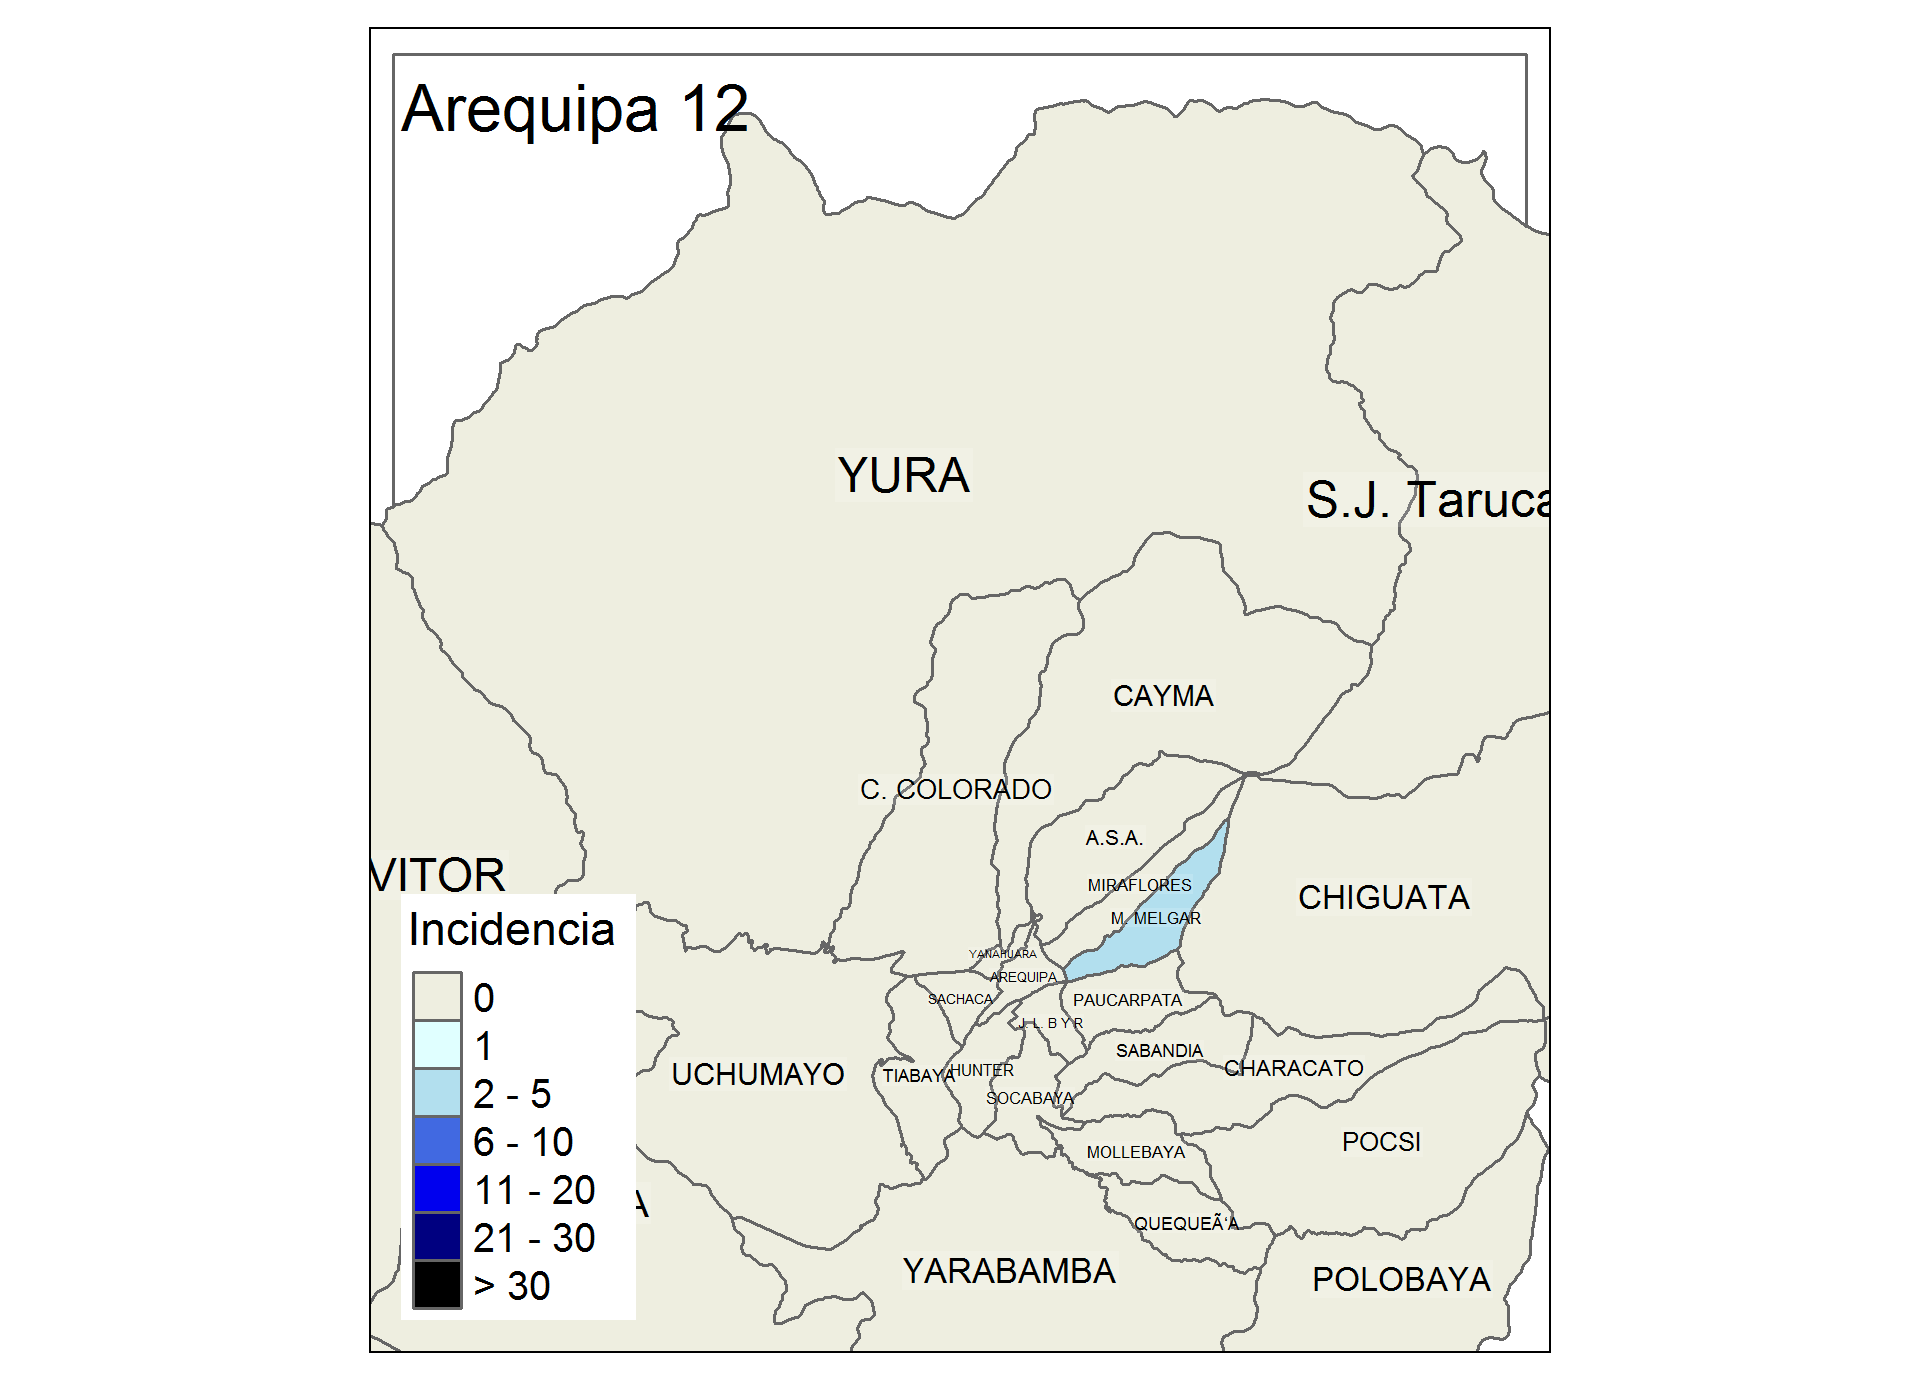 Arequipa 12
YURA
S.J. Taruca
CAYMA
C. COLORADO
A.S.A.
VITOR
MIRAFLORES
CHIGUATA
M. MELGAR
Incidencia
YANAHUARA
AREQUIPA
SACHACA
PAUCARPATA
J. L. B Y R
SABANDIA
CHARACATO
UCHUMAYO
TIABAYA
HUNTER
SOCABAYA
POCSI
MOLLEBAYA
A
QUEQUEÃ‘A
YARABAMBA
POLOBAYA
0
1
2 - 5
6 - 10
11 - 20
21 - 30
> 30